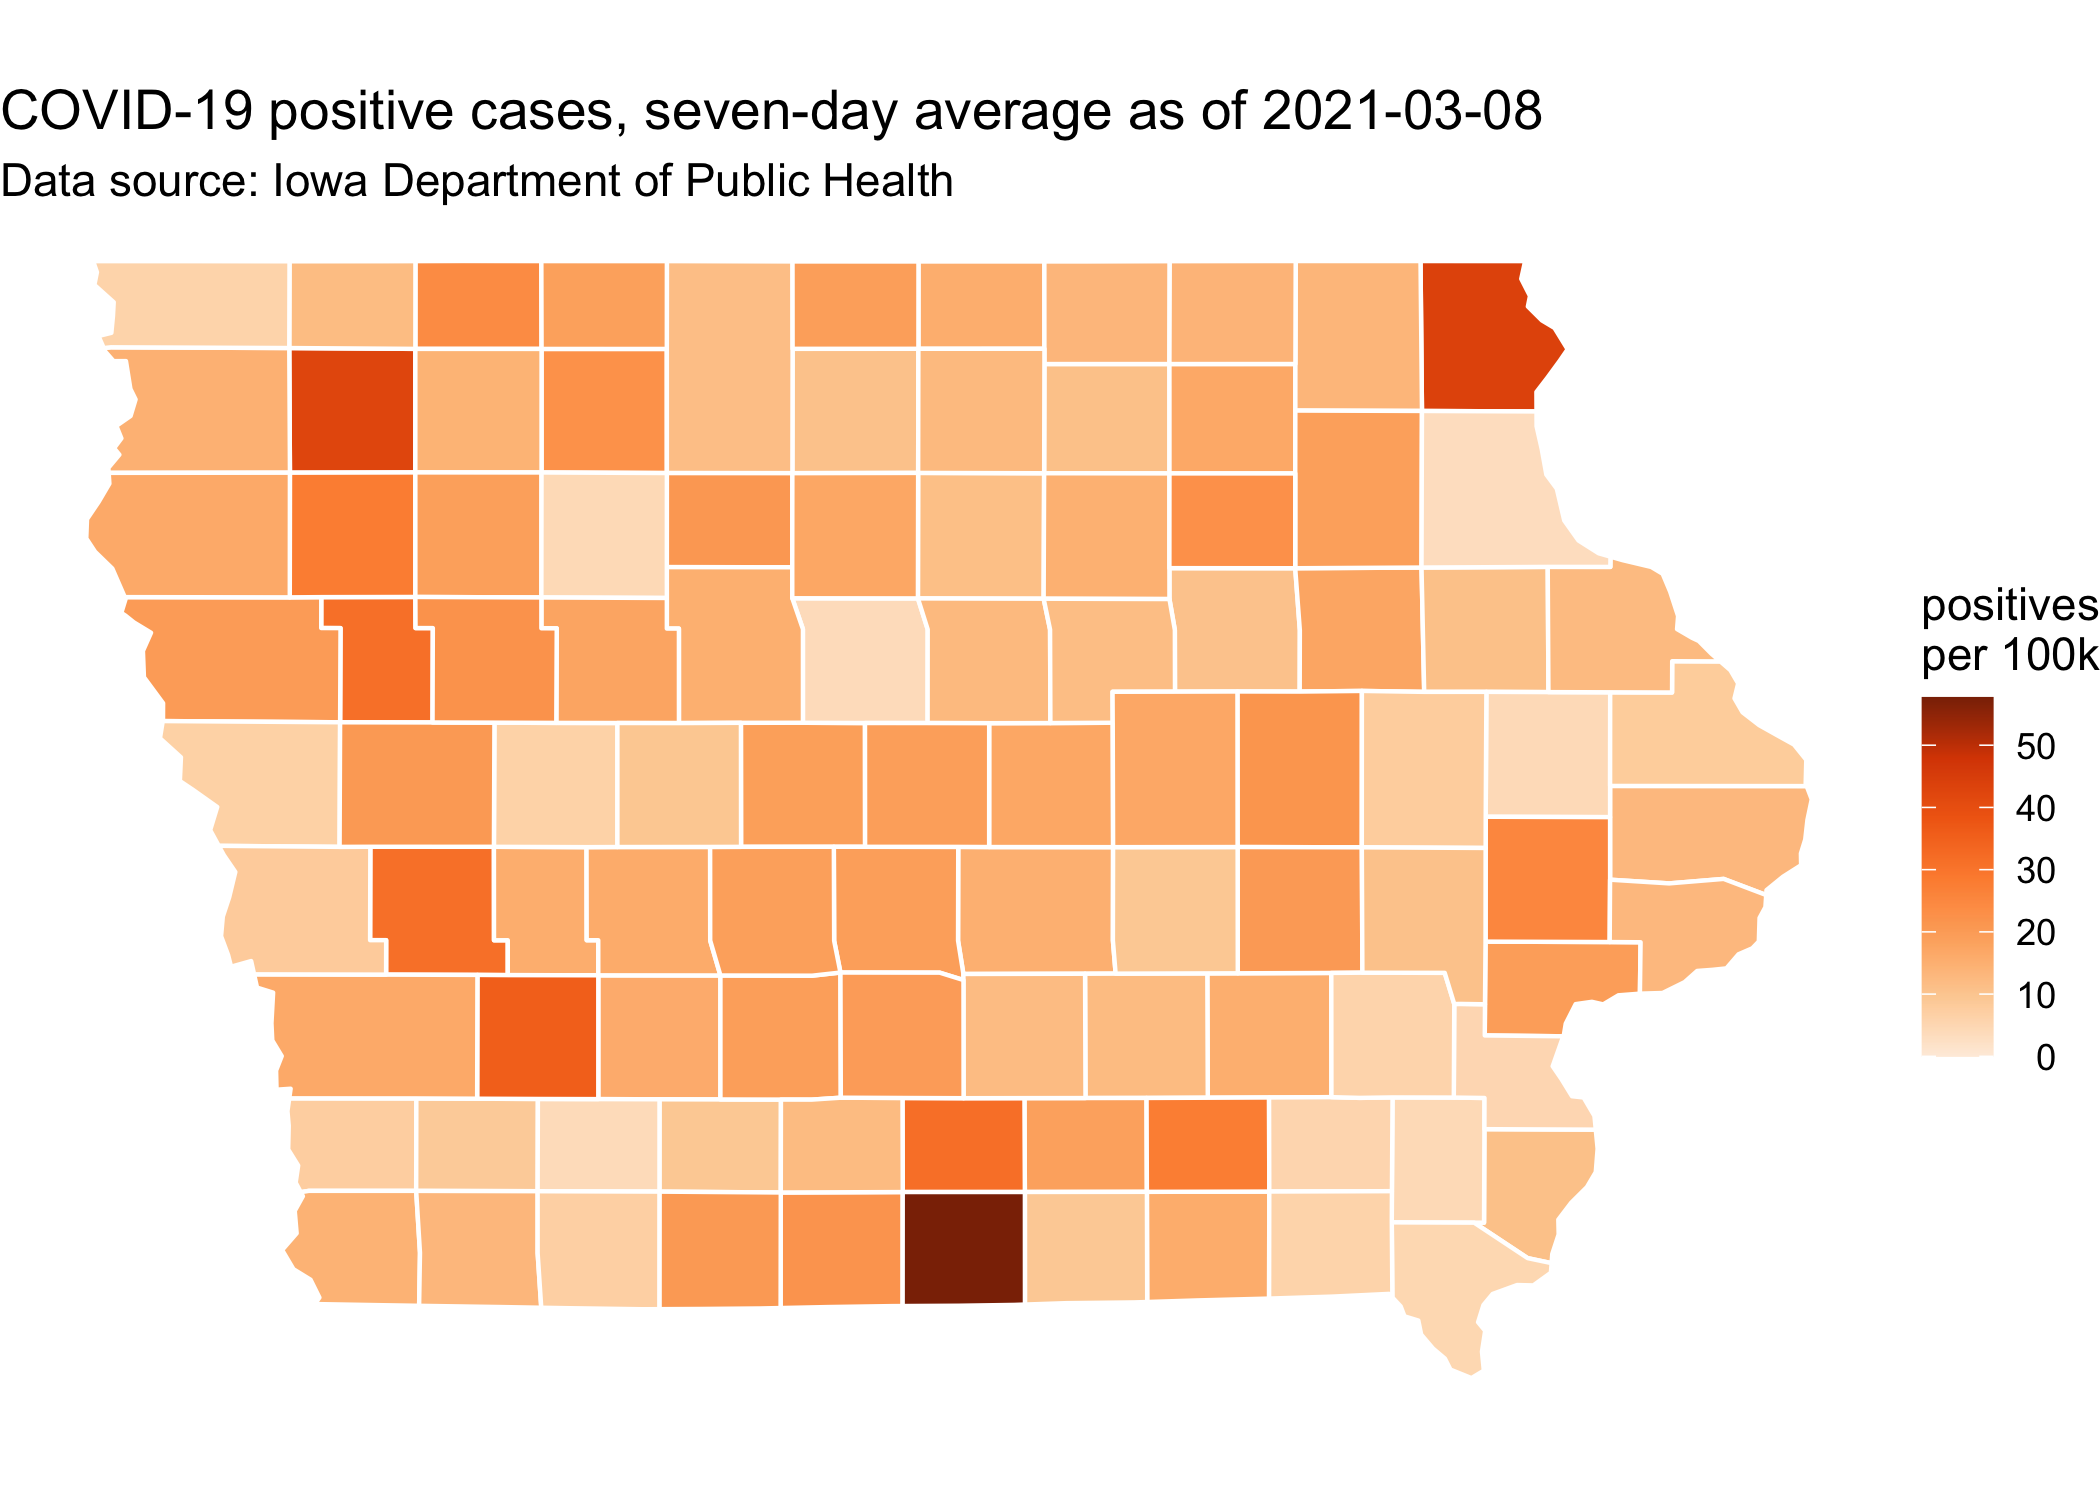 COVID-19 positive cases, seven-day average as of 2021-03-08
Data source: Iowa Department of Public Health
positives
per 100k
50
40
30
20
10
0